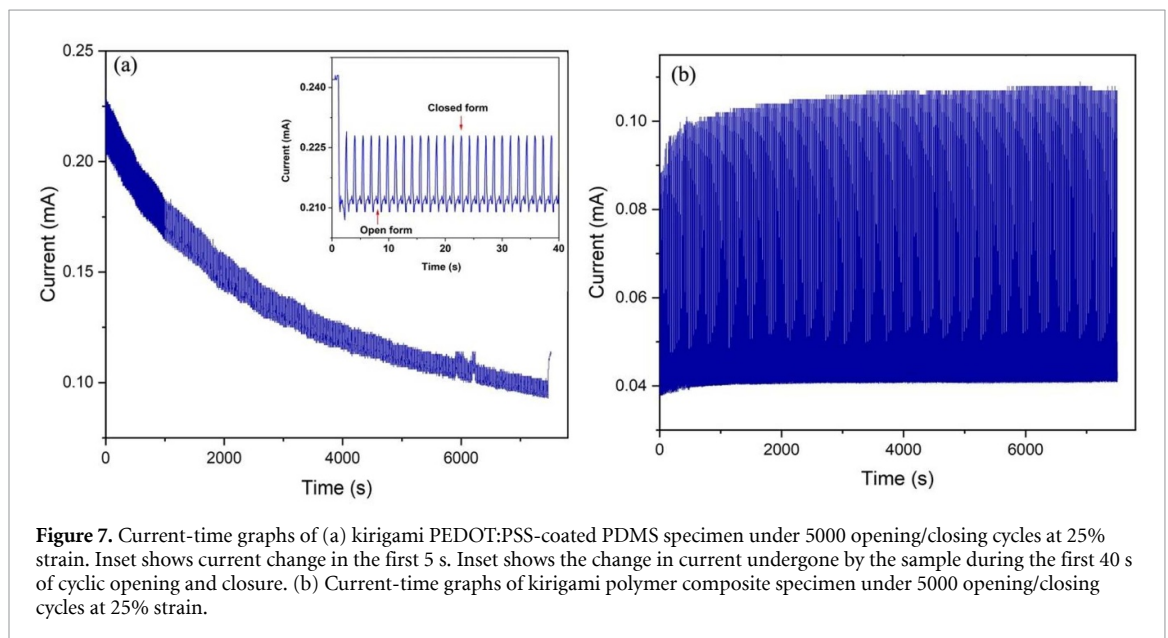 (a)
0.25
0.20
0.15
0.10
Current (mA)
0 2000 4000 6000
Time (s)
0.240
0.225
0.210
Current (mA)
Closed form
Open form
0 10 20 30 40
Time (s)
(b)
0.10
0.08
0.06
0.04
Current (mA)
0 2000 4000 6000
Time (s)
Figure 7. Current-time graphs of (a) kirigami PEDOT:PSS-coated PDMS specimen under 5000 opening/closing cycles at 25%
strain. Inset shows current change in the first 5 s. Inset shows the change in current undergone by the sample during the first 40 s
of cyclic opening and closure. (b) Current-time graphs of kirigami polymer composite specimen under 5000 opening/closing
cycles at 25% strain.